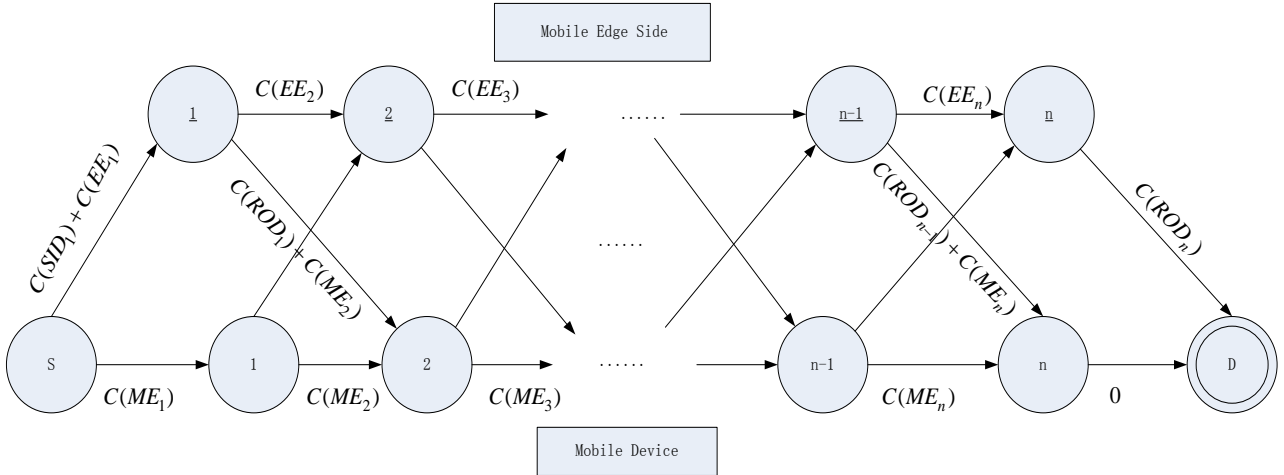 Mobile Edge Side
1
C(EE₂)
2
C(EE₃)
......
n-1
C(EEₙ)
n
C(SID₁) + C(EE₁)
C(ROD₁) + C(ME₂)
......
C(RODₙ₋₁) + C(MEₙ)
C(RODₙ)
S
C(ME₁)
1
C(ME₂)
2
C(ME₃)
......
n-1
C(MEₙ)
n
0
D
Mobile Device